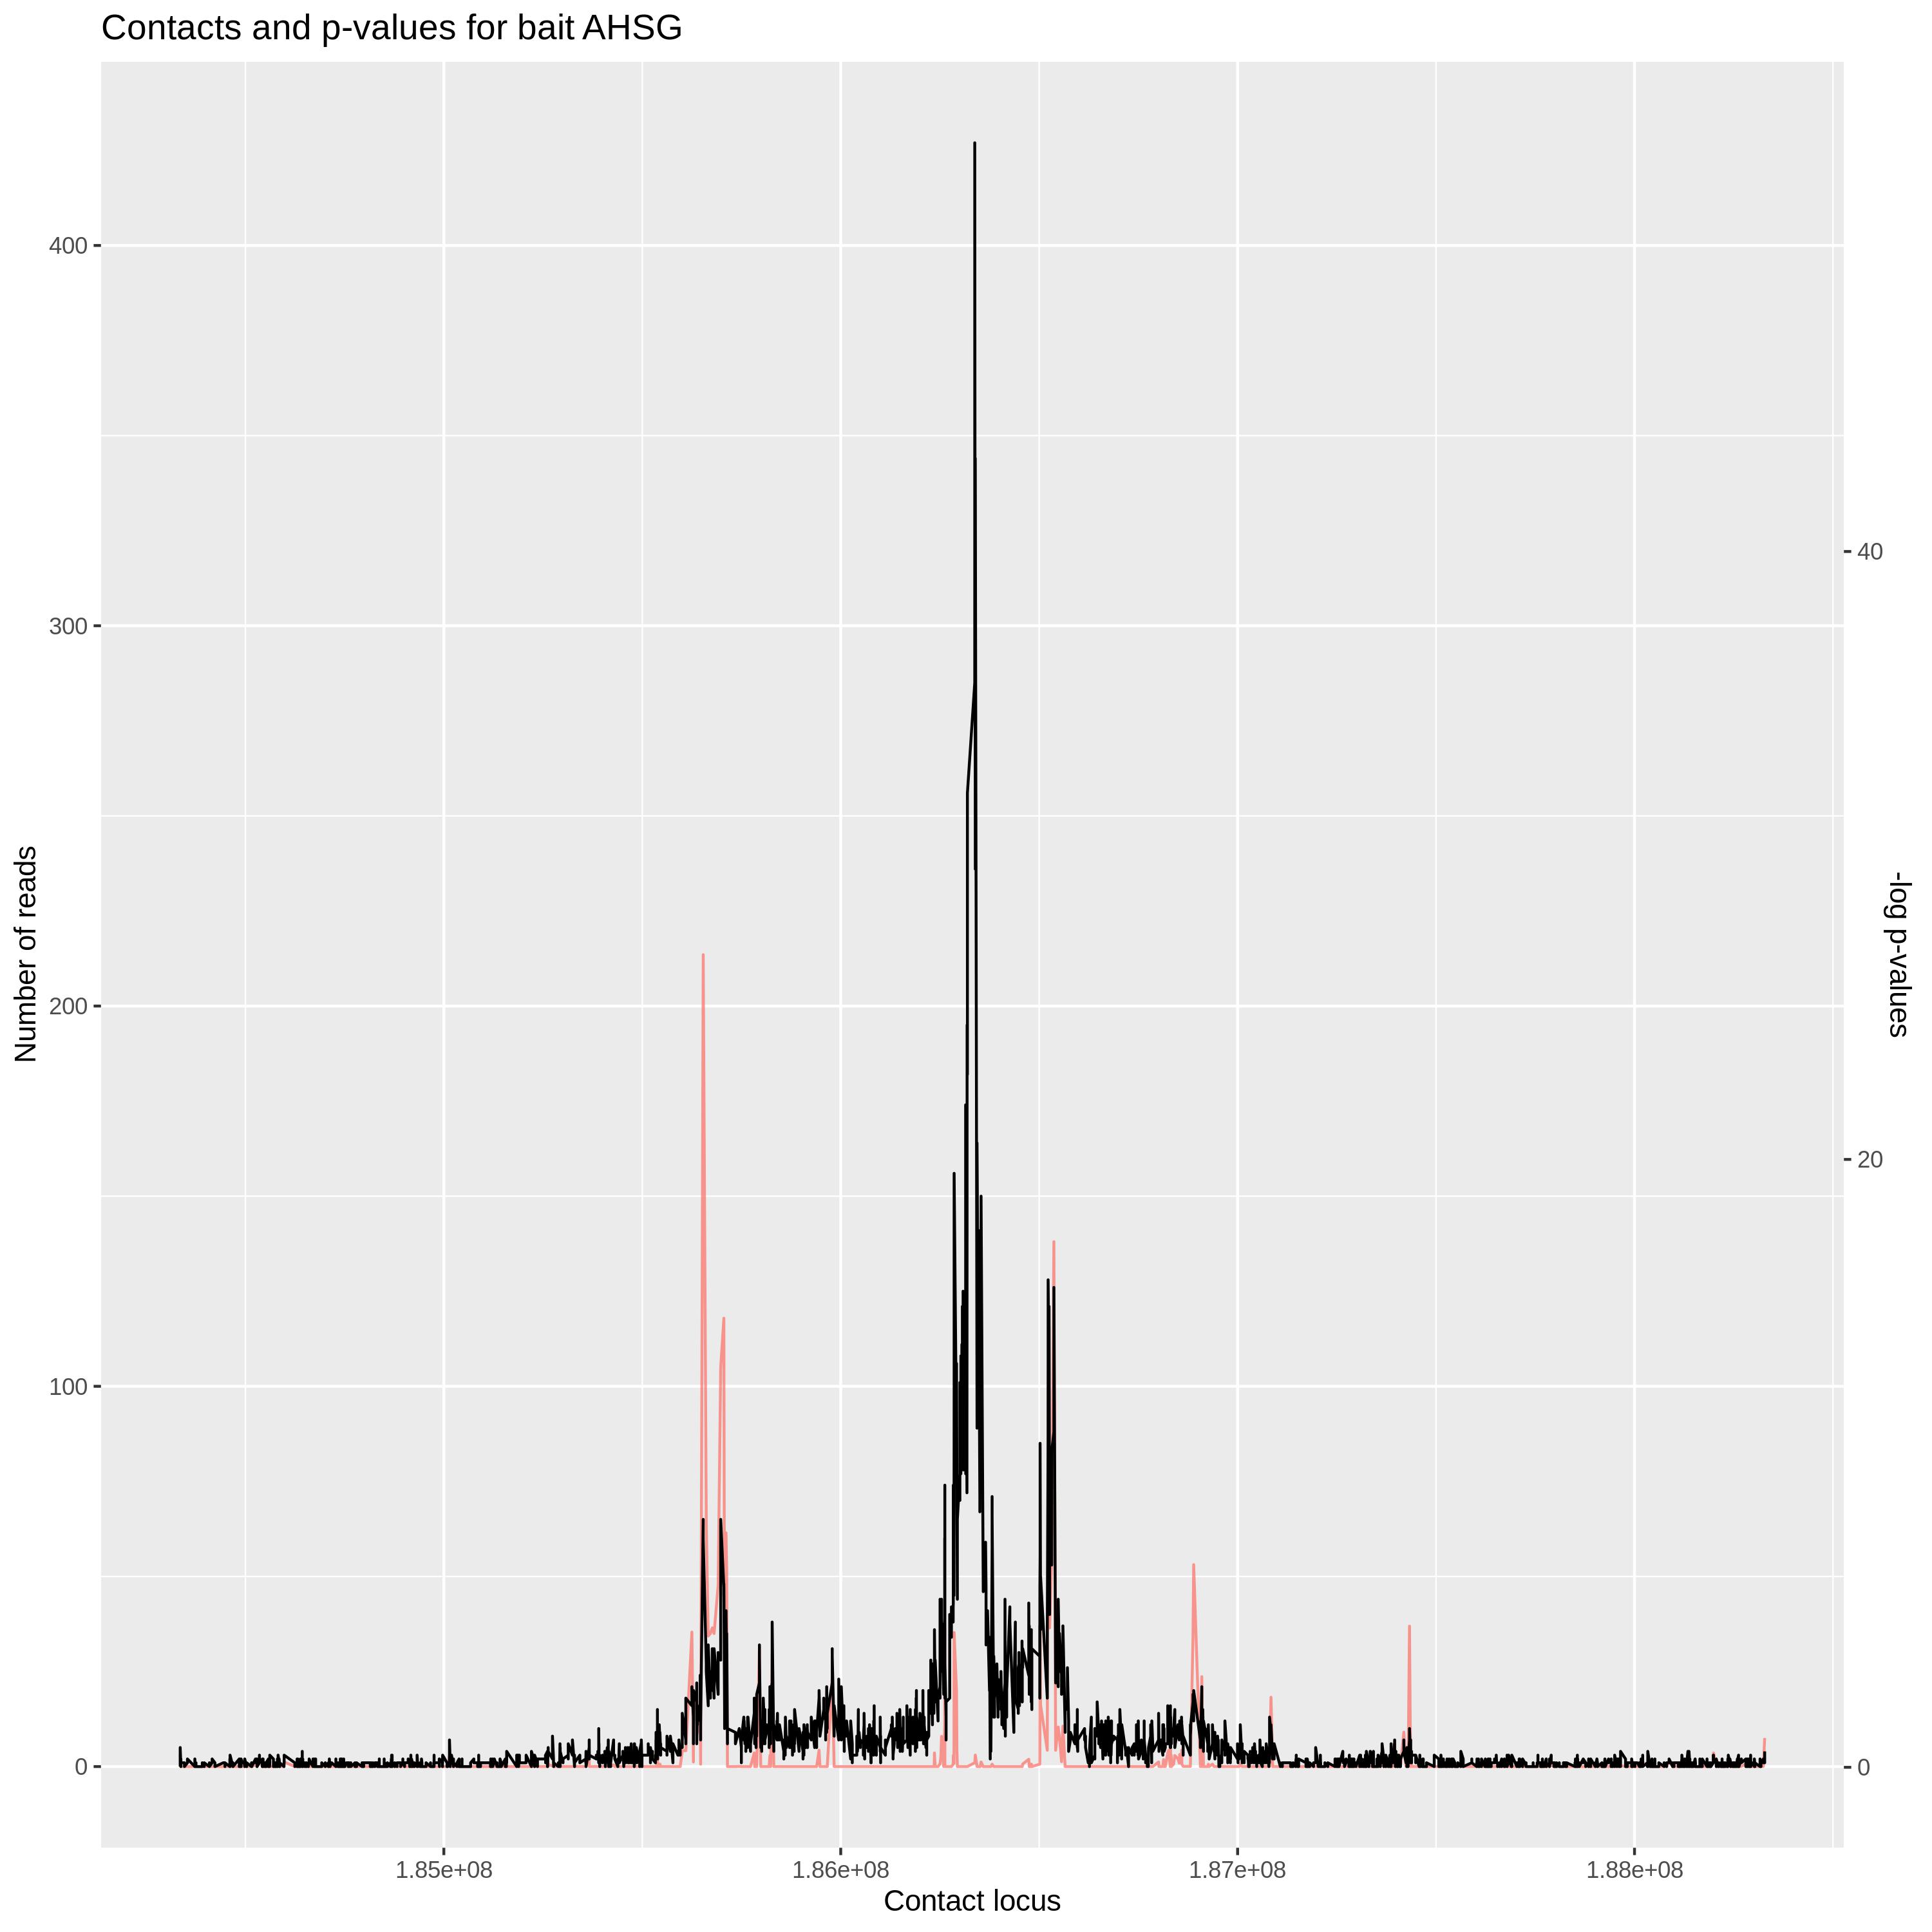 Contacts and p-values for bait AHSG
400
300
200
100
0
Number of reads
40
20
0
-log p-values
1.85e+08
1.86e+08
1.87e+08
1.88e+08
Contact locus